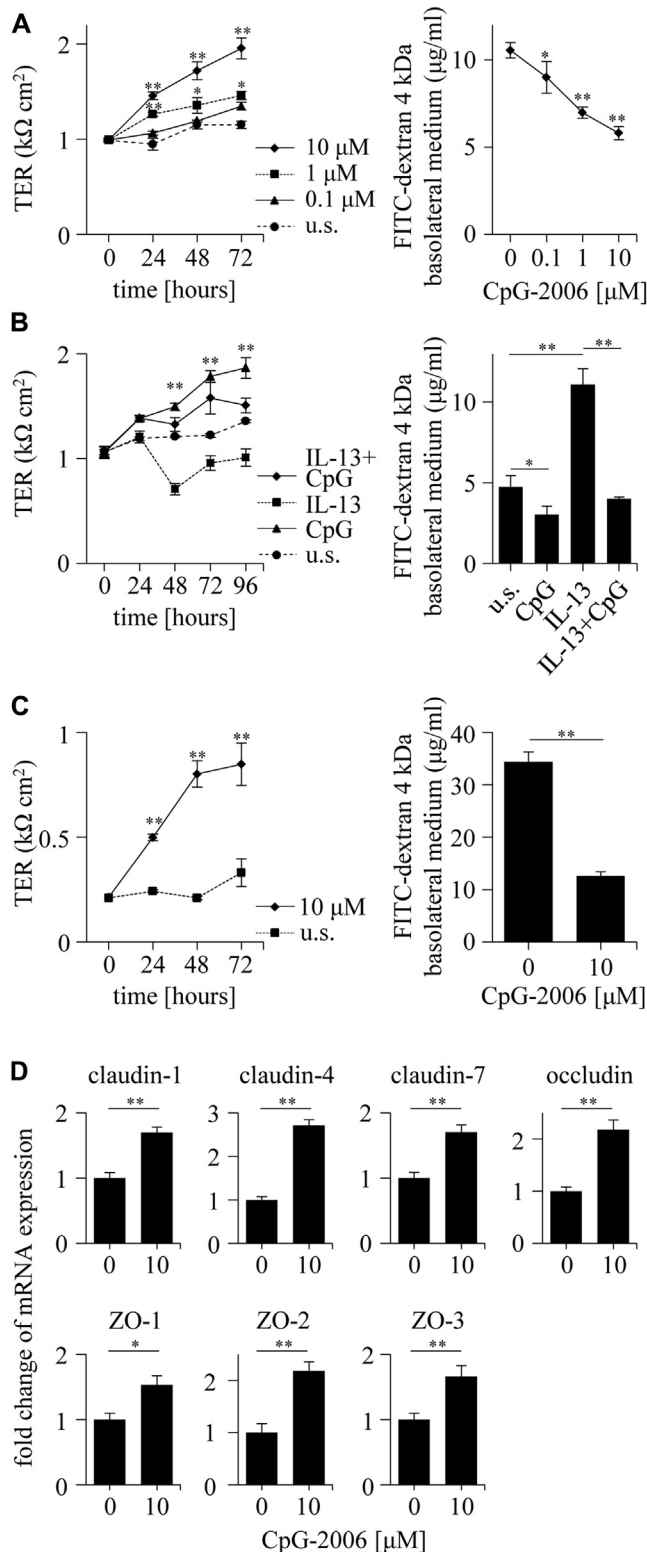 A
TER (kΩ cm²)
2
1
0
**
**
**
**
*
*
0 24 48 72
time [hours]
10 µM
1 µM
0.1 µM
u.s.
FITC-dextran 4 kDa
basolateral medium (µg/ml)
10
5
0
*
**
**
0 0.1 1 10
CpG-2006 [µM]
B
TER (kΩ cm²)
2
1
0
**
**
**
0 24 48 72 96
time [hours]
IL-13+
CpG
IL-13
CpG
u.s.
FITC-dextran 4 kDa
basolateral medium (µg/ml)
10
5
0
**
**
*
u.s.
CpG
IL-13
IL-13+CpG
C
TER (kΩ cm²)
1
0.5
0
**
**
**
0 24 48 72
time [hours]
10 µM
u.s.
FITC-dextran 4 kDa
basolateral medium (µg/ml)
40
30
20
10
0
**
0 10
CpG-2006 [µM]
D
fold change of mRNA expression
claudin-1
**
2
1
0
0 10
claudin-4
**
3
2
1
0
0 10
claudin-7
**
2
1
0
0 10
occludin
**
2
1
0
0 10
ZO-1
*
2
1
0
0 10
ZO-2
**
2
1
0
0 10
ZO-3
**
2
1
0
0 10
CpG-2006 [µM]